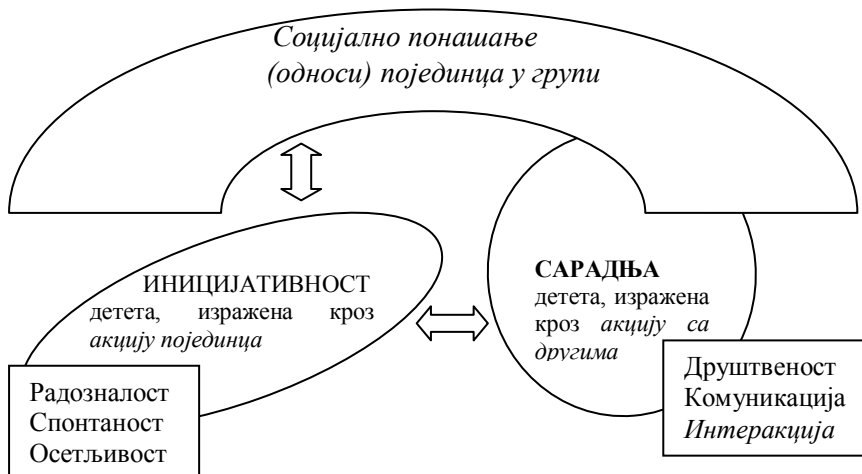 Социјално понашање
(односи) појединца у групи
ИНИЦИЈАТИВНОСТ
детета, изражена кроз
акцију појединца
САРАДЊА
детета, изражена
кроз акцију са
другима
Радозналост
Спонтаност
Осетљивост
Друштвеност
Комуникација
Интеракција